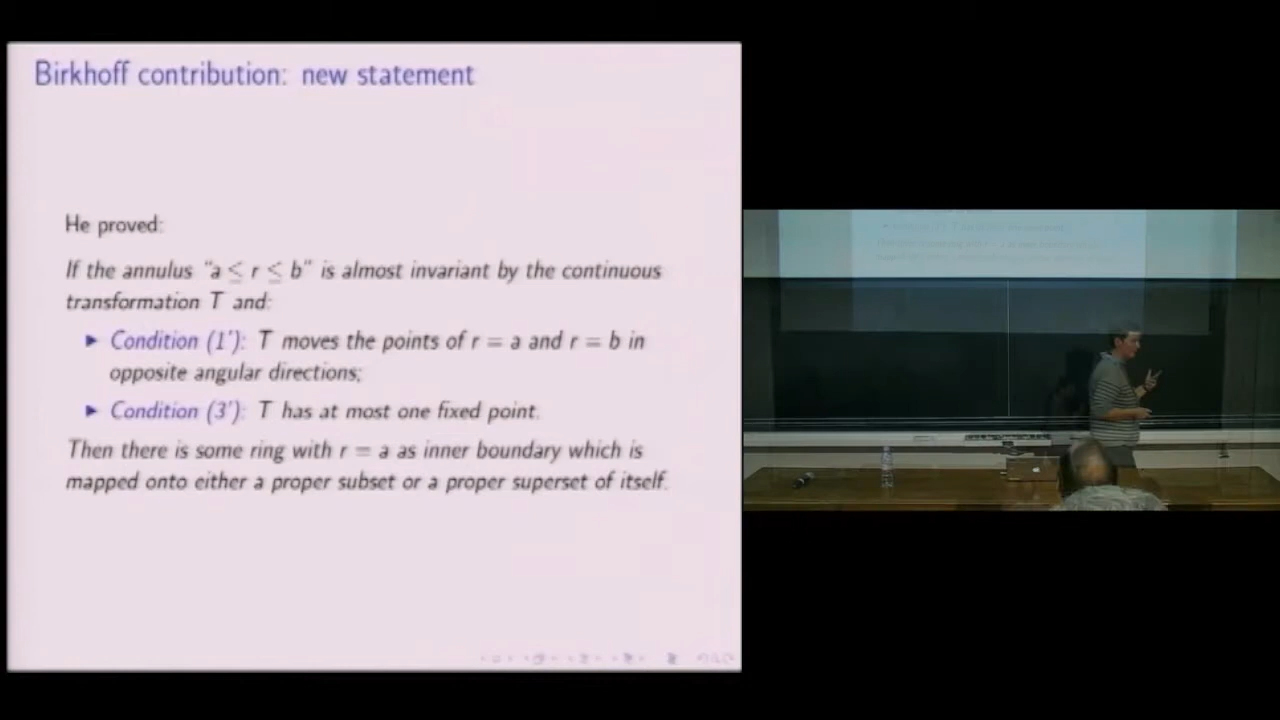 Birkhoff contribution: new statement
He proved:
If the annulus "a ≤ r ≤ b" is almost invariant by the continuous
transformation T and:
Condition (1'): T moves the points of r = a and r = b in
opposite angular directions;
Condition (3'): T has at most one fixed point.
Then there is some ring with r = a as inner boundary which is
mapped onto either a proper subset or a proper superset of itself.